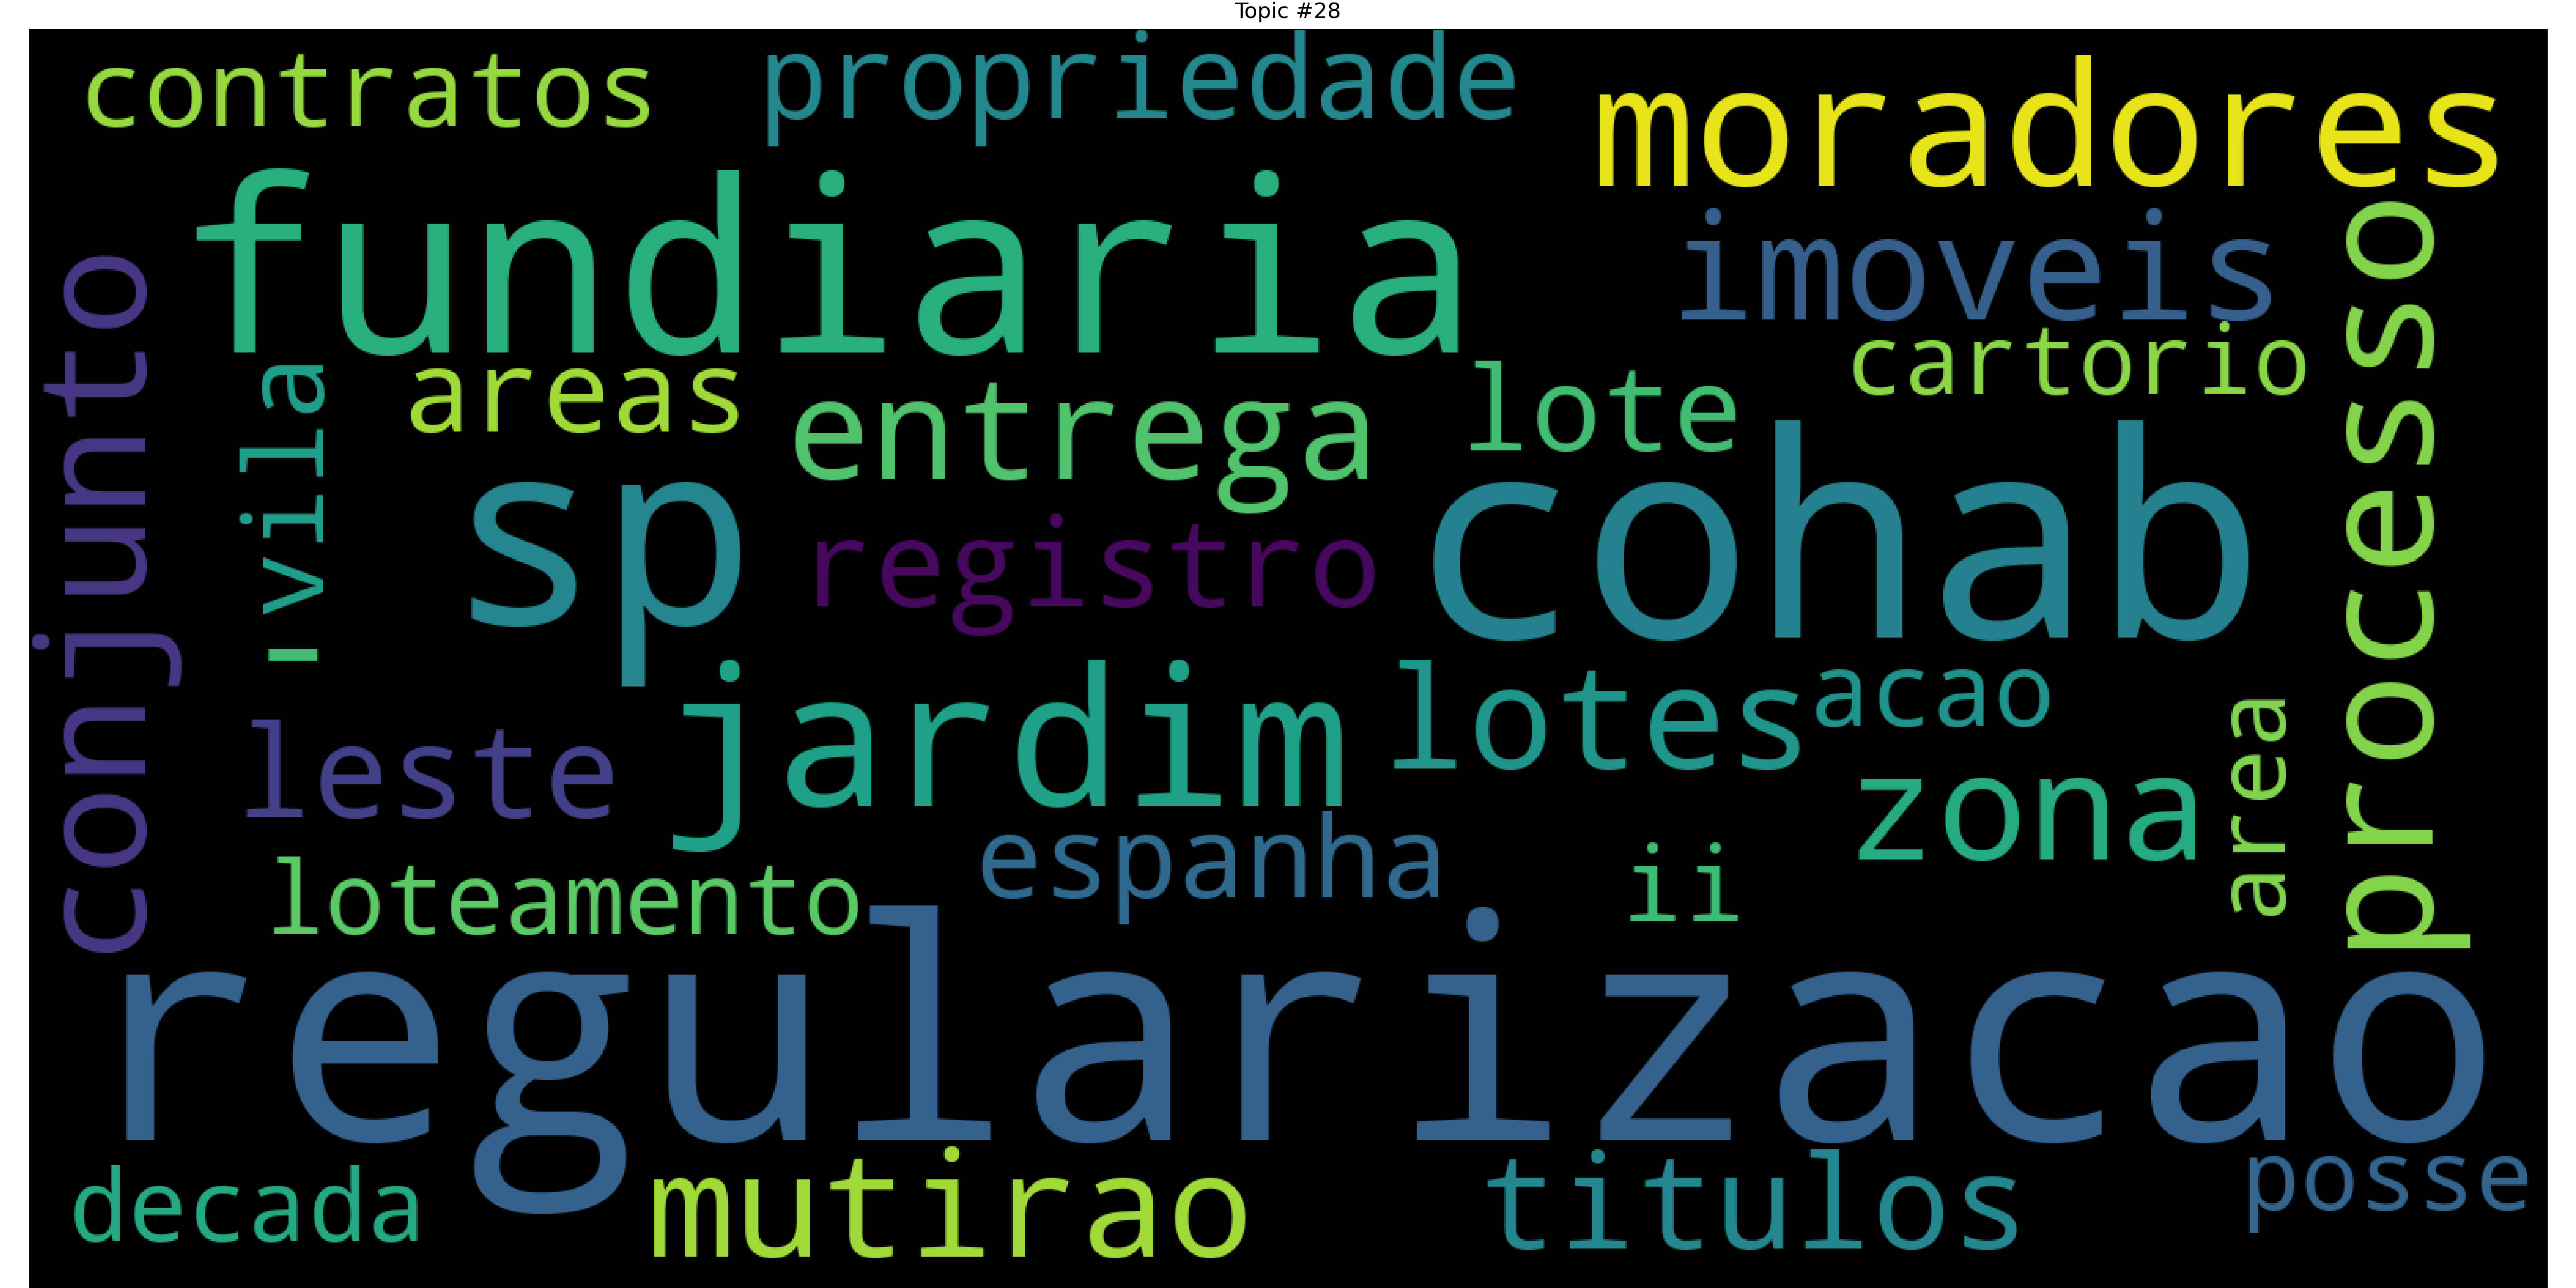 Topic #28
contratos
propriedade
moradores
fundiaria
imoveis
processo
conjunto
vila
areas
entrega
lote
cartorio
sp
registro
cohab
-
jardim
lotes
acao
leste
zona
area
espanha
loteamento
ii
regularizacao
decada
mutirao
titulos
posse